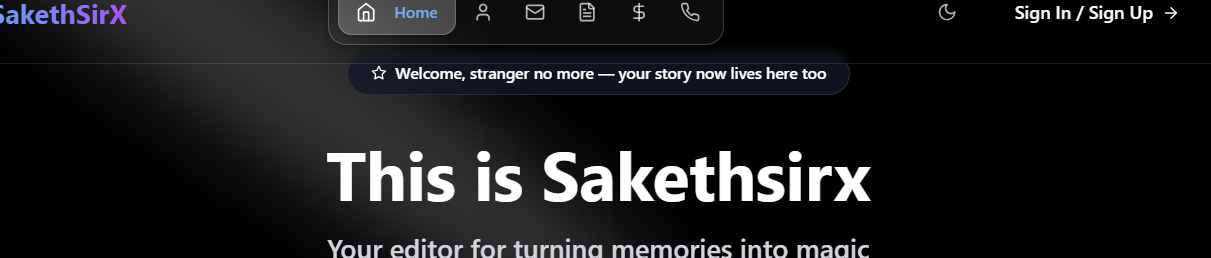 SakethSirX
Home
$
Sign In / Sign Up →
Welcome, stranger no more — your story now lives here too
This is Sakethsirx
Your editor for turning memories into magic